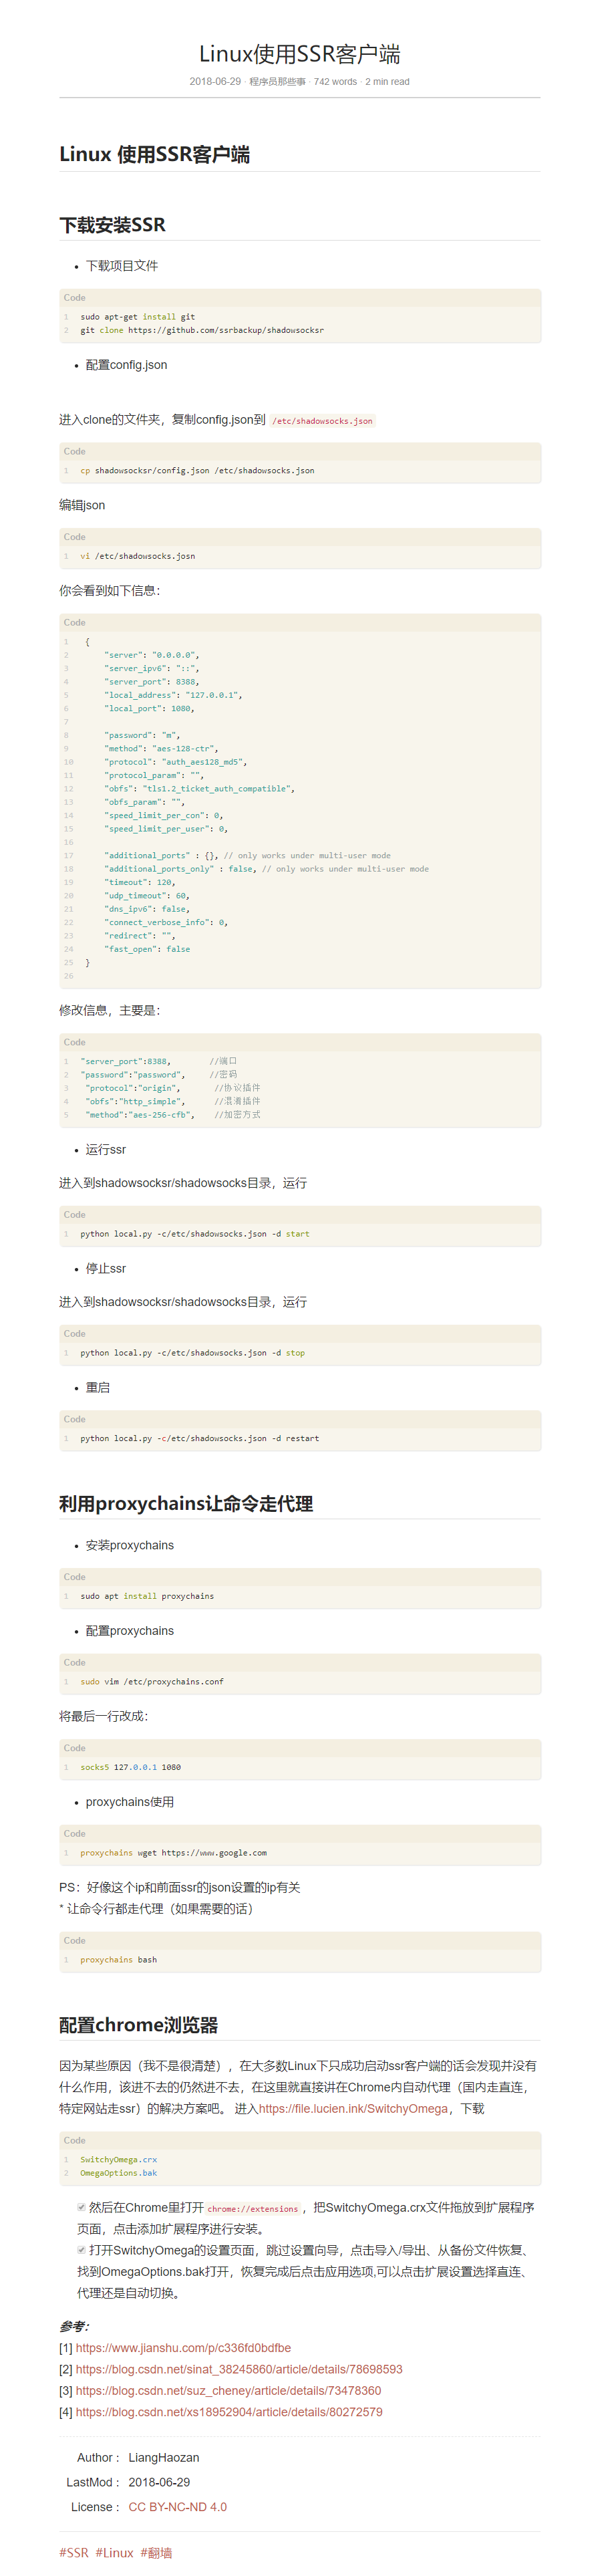 Linux使用SSR客户端
2018-06-29 · 程序员那些事 · 742 words · 2 min read
Linux 使用SSR客户端
下载安装SSR
• 下载项目文件
Code
1 sudo apt-get install git
2 git clone https://github.com/ssrbackup/shadowsocksr
• 配置config.json
进入clone的文件夹，复制config.json到 /etc/shadowsocks.json
Code
1 cp shadowsocksr/config.json /etc/shadowsocks.json
编辑json
Code
1 vi /etc/shadowsocks.josn
你会看到如下信息：
Code
1 {
2 "server": "0.0.0.0",
3 "server_ipv6": "::",
4 "server_port": 8388,
5 "local_address": "127.0.0.1",
6 "local_port": 1080,
7
8 "password": "m",
9 "method": "aes-128-ctr",
10 "protocol": "auth_aes128_md5",
11 "protocol_param": "",
12 "obfs": "tls1.2_ticket_auth_compatible",
13 "obfs_param": "",
14 "speed_limit_per_con": 0,
15 "speed_limit_per_user": 0,
16
17 "additional_ports" : {}, // only works under multi-user mode
18 "additional_ports_only" : false, // only works under multi-user mode
19 "timeout": 120,
20 "udp_timeout": 60,
21 "dns_ipv6": false,
22 "connect_verbose_info": 0,
23 "redirect": "",
24 "fast_open": false
25 }
26
修改信息，主要是：
Code
1 "server_port":8388, //端口
2 "password":"password", //密码
3 "protocol":"origin", //协议插件
4 "obfs":"http_simple", //混淆插件
5 "method":"aes-256-cfb", //加密方式
• 运行ssr
进入到shadowsocksr/shadowsocks目录，运行
Code
1 python local.py -c/etc/shadowsocks.json -d start
• 停止ssr
进入到shadowsocksr/shadowsocks目录，运行
Code
1 python local.py -c/etc/shadowsocks.json -d stop
• 重启
Code
1 python local.py -c/etc/shadowsocks.json -d restart
利用proxychains让命令走代理
• 安装proxychains
Code
1 sudo apt install proxychains
• 配置proxychains
Code
1 sudo vim /etc/proxychains.conf
将最后一行改成：
Code
1 socks5 127.0.0.1 1080
• proxychains使用
Code
1 proxychains wget https://www.google.com
PS：好像这个ip和前面ssr的json设置的ip有关
* 让命令行都走代理（如果需要的话）
Code
1 proxychains bash
配置chrome浏览器
因为某些原因（我不是很清楚），在大多数Linux下只成功启动ssr客户端的话会发现并没有
什么作用，该进不去的仍然进不去，在这里就直接讲在Chrome内自动代理（国内走直连，
特定网站走ssr）的解决方案吧。 进入https://file.lucien.ink/SwitchyOmega，下载
Code
1 SwitchyOmega.crx
2 OmegaOptions.bak
然后在Chrome里打开 chrome://extensions ，把SwitchyOmega.crx文件拖放到扩展程序
页面，点击添加扩展程序进行安装。
打开SwitchyOmega的设置页面，跳过设置向导，点击导入/导出、从备份文件恢复、
找到OmegaOptions.bak打开，恢复完成后点击应用选项,可以点击扩展设置选择直连、
代理还是自动切换。
参考：
[1] https://www.jianshu.com/p/c336fd0bdfbe
[2] https://blog.csdn.net/sinat_38245860/article/details/78698593
[3] https://blog.csdn.net/suz_cheney/article/details/73478360
[4] https://blog.csdn.net/xs18952904/article/details/80272579
Author : LiangHaozan
LastMod : 2018-06-29
License : CC BY-NC-ND 4.0
#SSR #Linux #翻墙